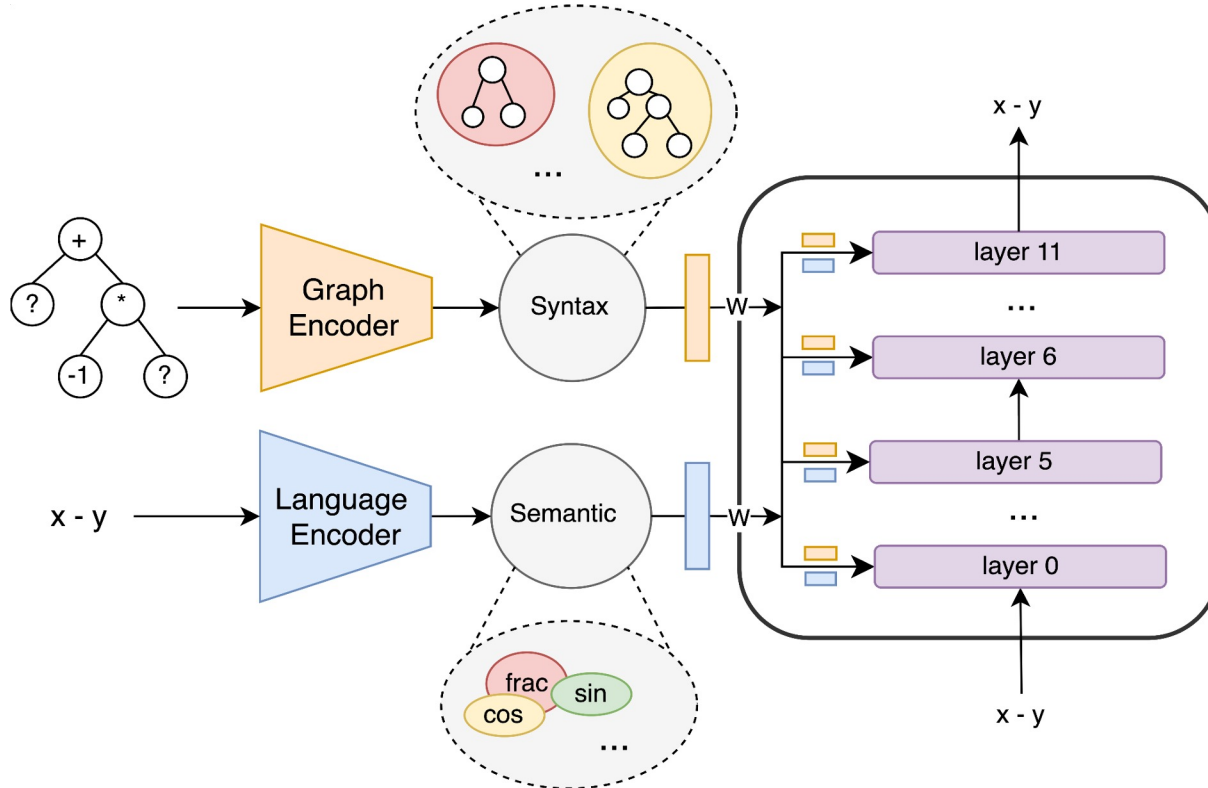 ...
x - y
+
?
*
-1
?
Graph
Encoder
Syntax
W
layer 11
...
layer 6
layer 5
...
layer 0
x - y
Language
Encoder
Semantic
W
frac
sin
cos
...
x - y